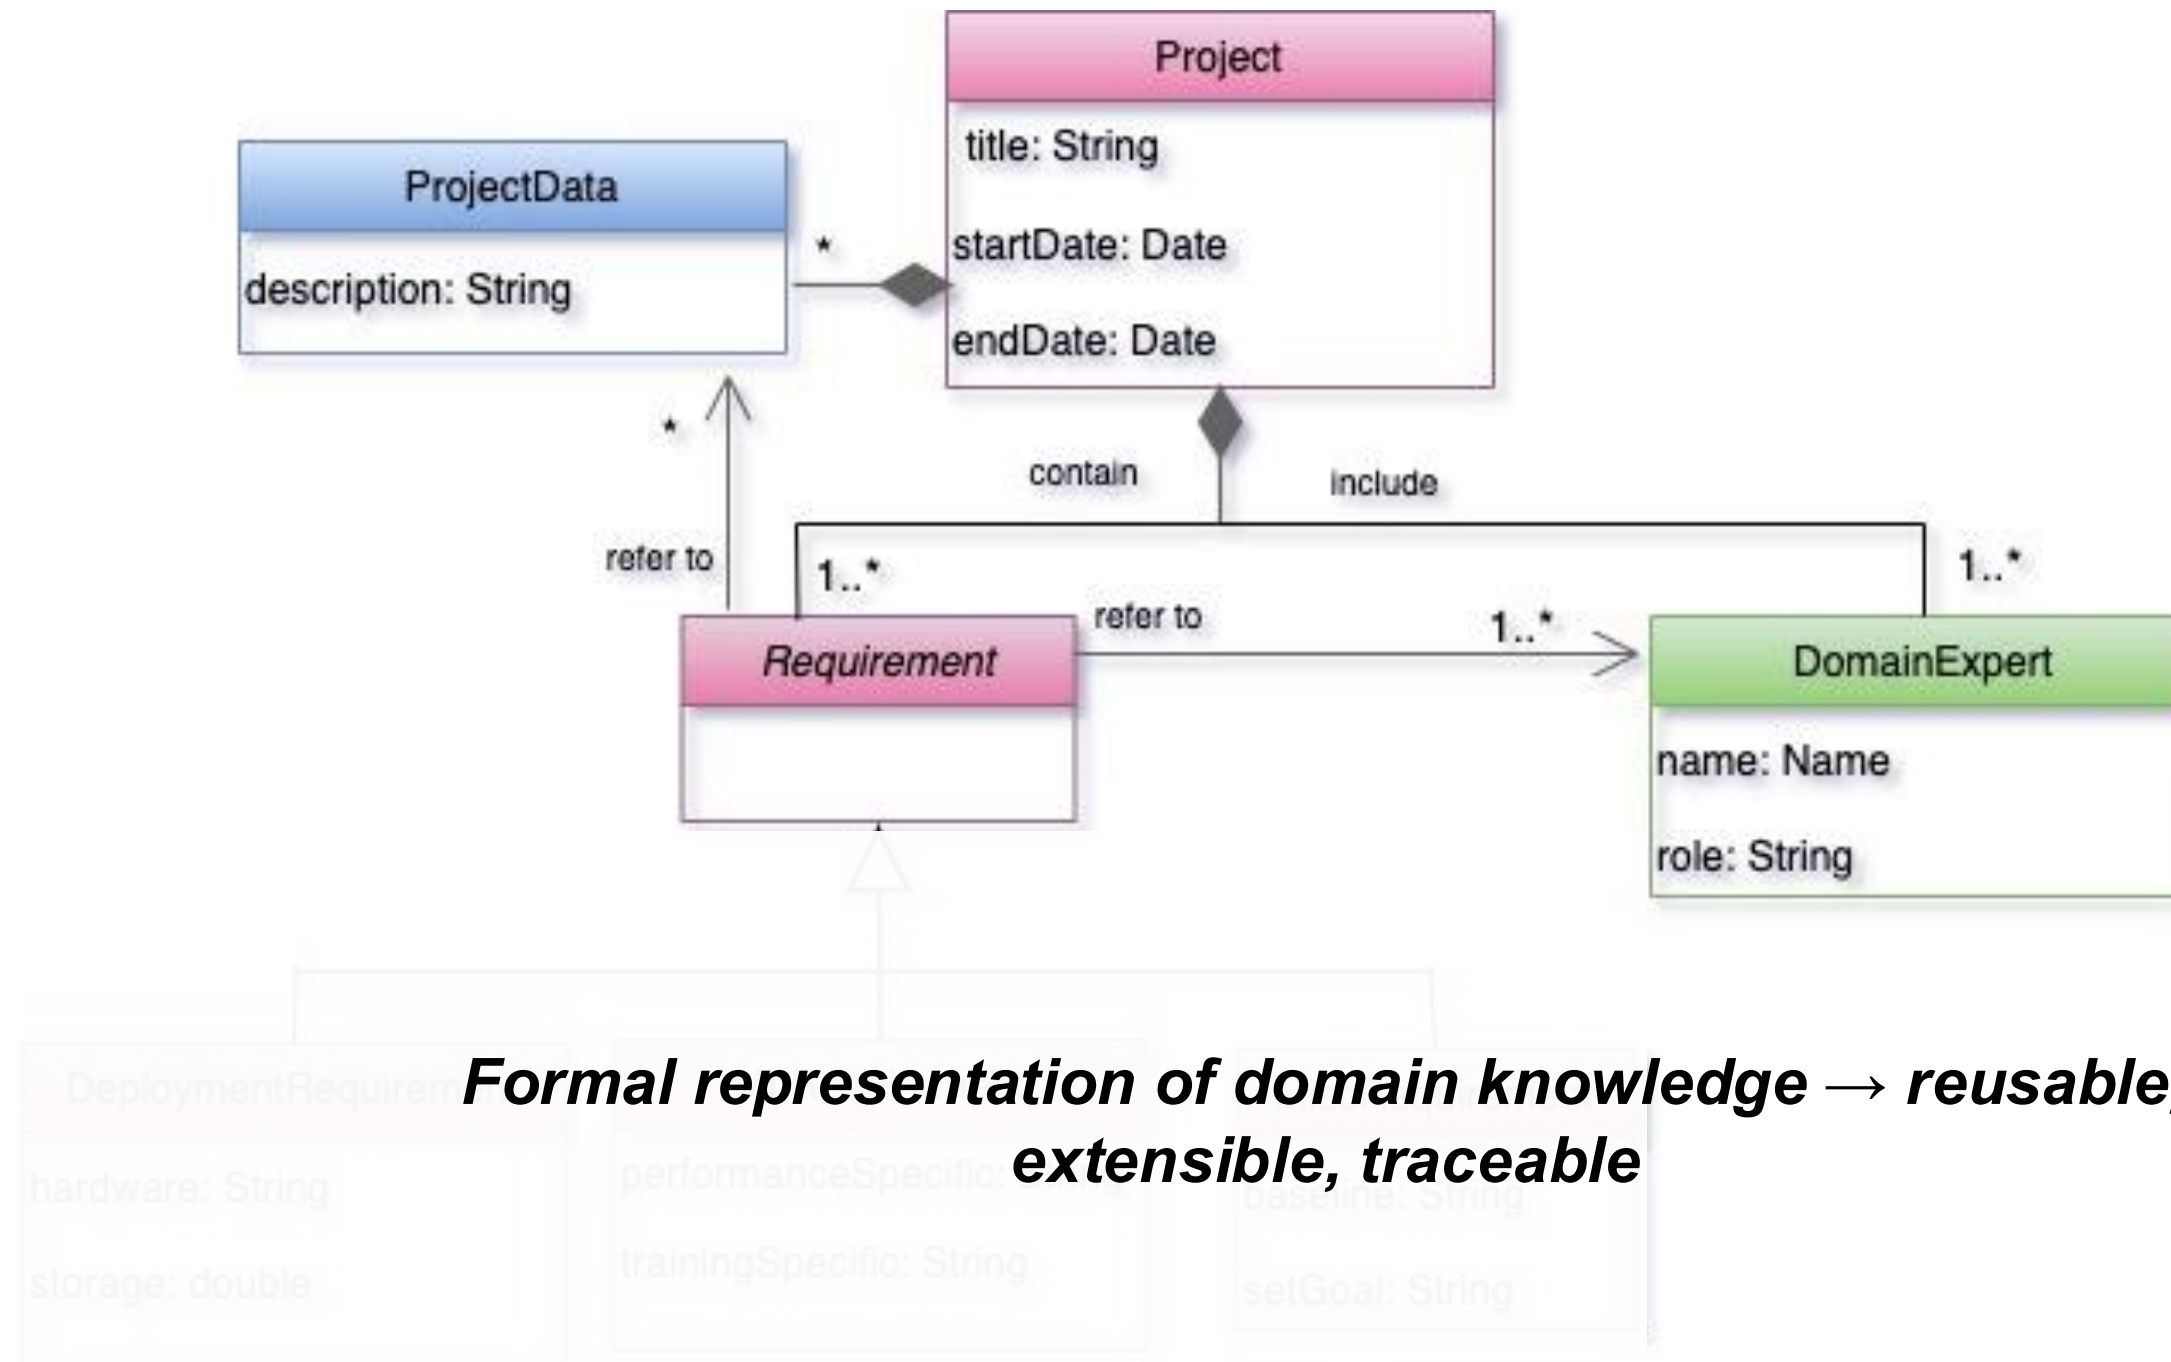 Project
title: String
startDate: Date
endDate: Date
ProjectData
description: String
*
*
refer to
contain
include
1..*
1..*
refer to
1..*
Requirement
DomainExpert
name: Name
role: String
Formal representation of domain knowledge → reusable,
extensible, traceable
hardware: String
storage: double
performanceSpecific:
trainingSpecific: String
baseline: String
setGoal: String